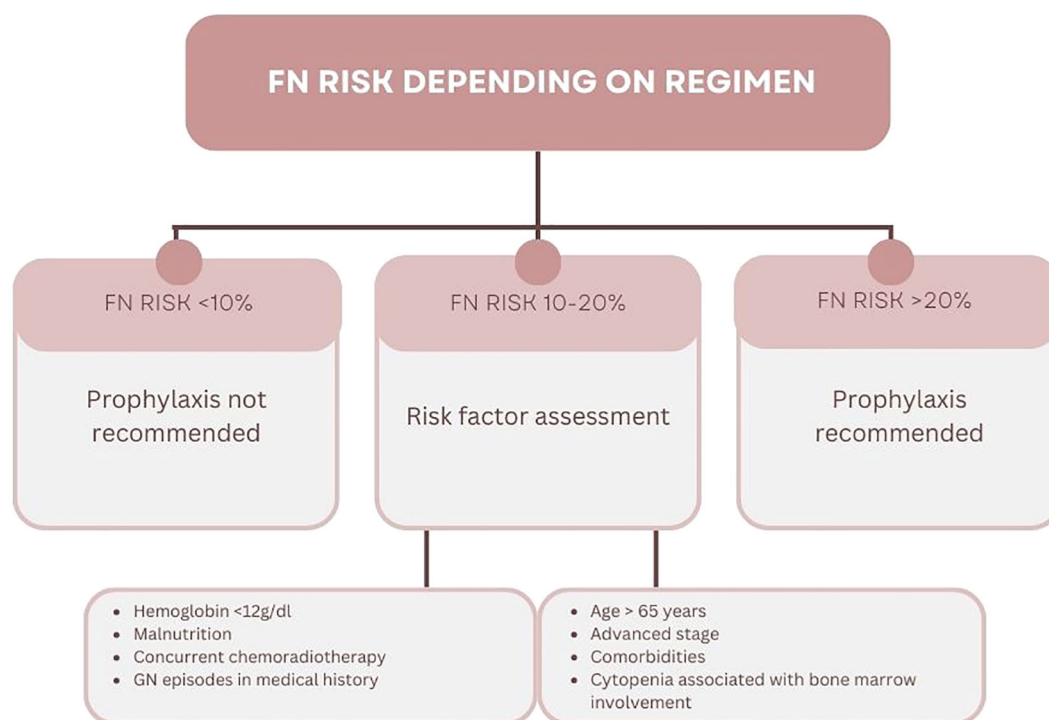 FN RISK DEPENDING ON REGIMEN
FN RISK <10%
Prophylaxis not
recommended
FN RISK 10-20%
Risk factor assessment
FN RISK >20%
Prophylaxis
recommended
• Hemoglobin <12g/dl
• Malnutrition
• Concurrent chemoradiotherapy
• GN episodes in medical history
• Age > 65 years
• Advanced stage
• Comorbidities
• Cytopenia associated with bone marrow
involvement